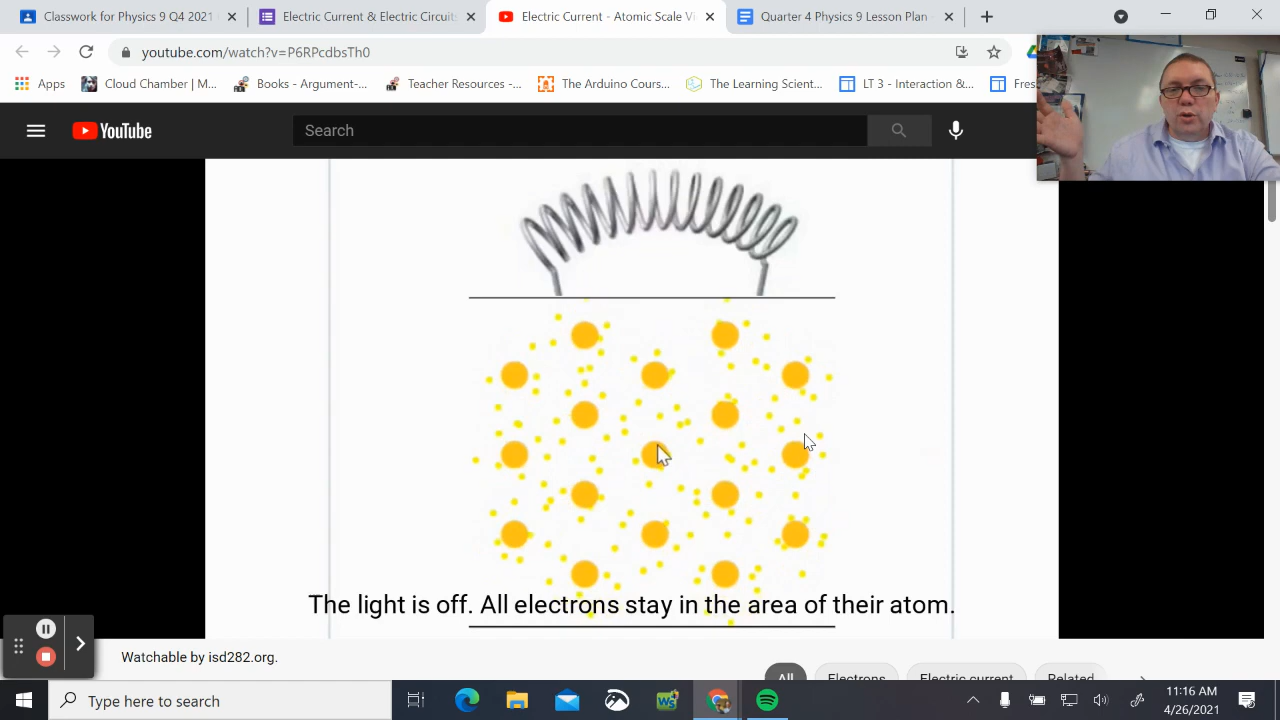 Classwork for Physics 9 Q4 2021
Electric Current & Electric Circui
Electric Current - Atomic Scale Vi
Quarter 4 Physics 9 Lesson Plan
youtube.com/watch?v=P6RPcdbsTh0
Apps
Cloud Chamber | M...
Books - Argument-...
Teacher Resources -...
The Arduino Cours...
The Learning Scient...
LT 3 - Interaction &...
Fres
YouTube
Search
The light is off. All electrons stay in the area of their atom.
Watchable by isd282.org.
All
Electrons
Electric current
Related
Type here to search
11:16 AM
4/26/2021